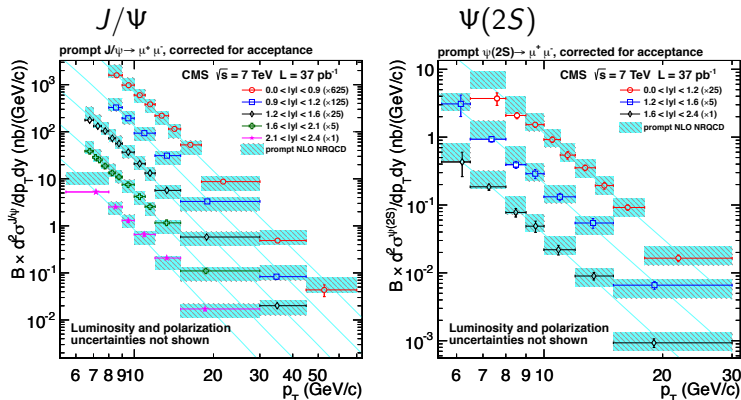 J/Ψ
Ψ(2S)
prompt J/ψ→ μ⁺ μ⁻, corrected for acceptance
CMS √s = 7 TeV L = 37 pb⁻¹
0.0 < |y| < 0.9 (×625)
0.9 < |y| < 1.2 (×125)
1.2 < |y| < 1.6 (×25)
1.6 < |y| < 2.1 (×5)
2.1 < |y| < 2.4 (×1)
prompt NLO NRQCD
B × d²σ^J/ψ/dp_T dy (nb/(GeV/c))
10³
10²
10
1
10⁻¹
10⁻²
Luminosity and polarization
uncertainties not shown
6 7 8 9 10 20 30 40 50 60
p_T (GeV/c)
prompt ψ(2S)→ μ⁺ μ⁻, corrected for acceptance
CMS √s = 7 TeV L = 37 pb⁻¹
0.0 < |y| < 1.2 (×25)
1.2 < |y| < 1.6 (×5)
1.6 < |y| < 2.4 (×1)
prompt NLO NRQCD
B × d²σ^ψ(2S)/dp_T dy (nb/(GeV/c))
10
1
10⁻¹
10⁻²
10⁻³
Luminosity and polarization
uncertainties not shown
6 7 8 10 20 30
p_T (GeV/c)